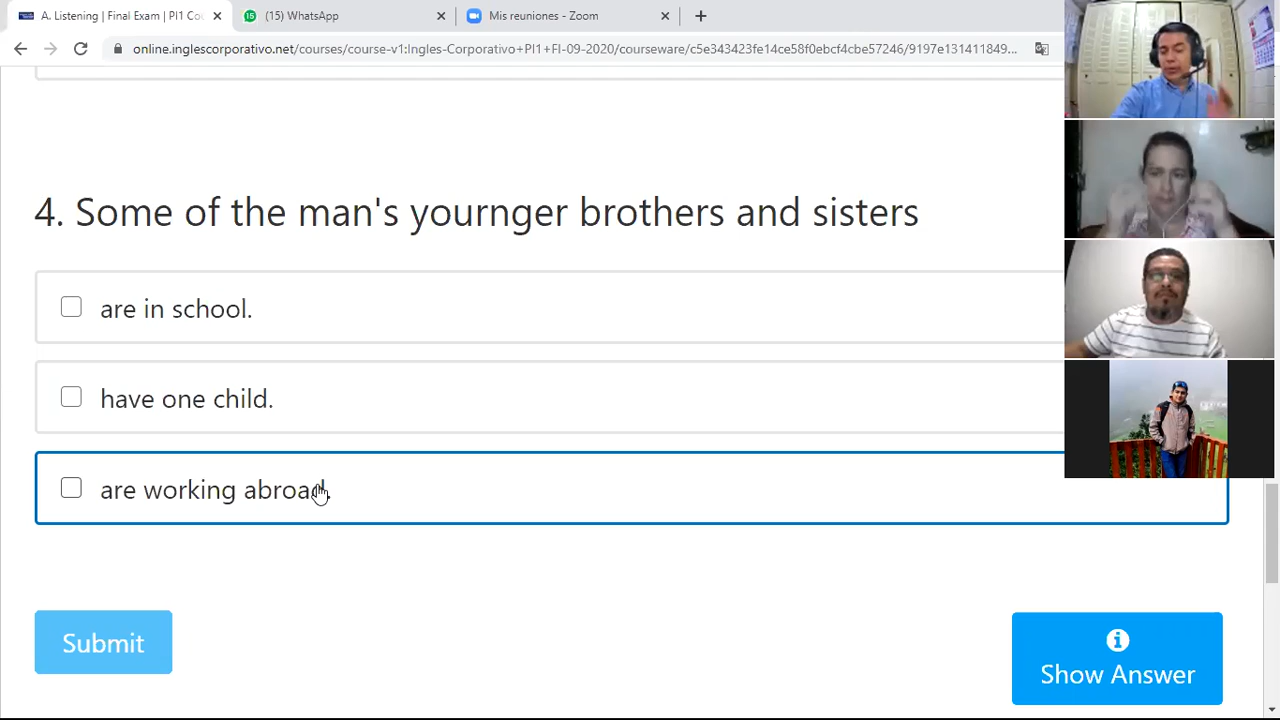 A. Listening | Final Exam | PI1 Co
(15) WhatsApp
Mis reuniones - Zoom
online.inglescorporativo.net/courses/course-v1:Ingles-Corporativo+PI1+FI-09-2020/courseware/c5e343423fe14ce58f0ebcf4cbe57246/9197e131411849...
4. Some of the man's yournger brothers and sisters
are in school.
have one child.
are working abroad
Submit
Show Answer